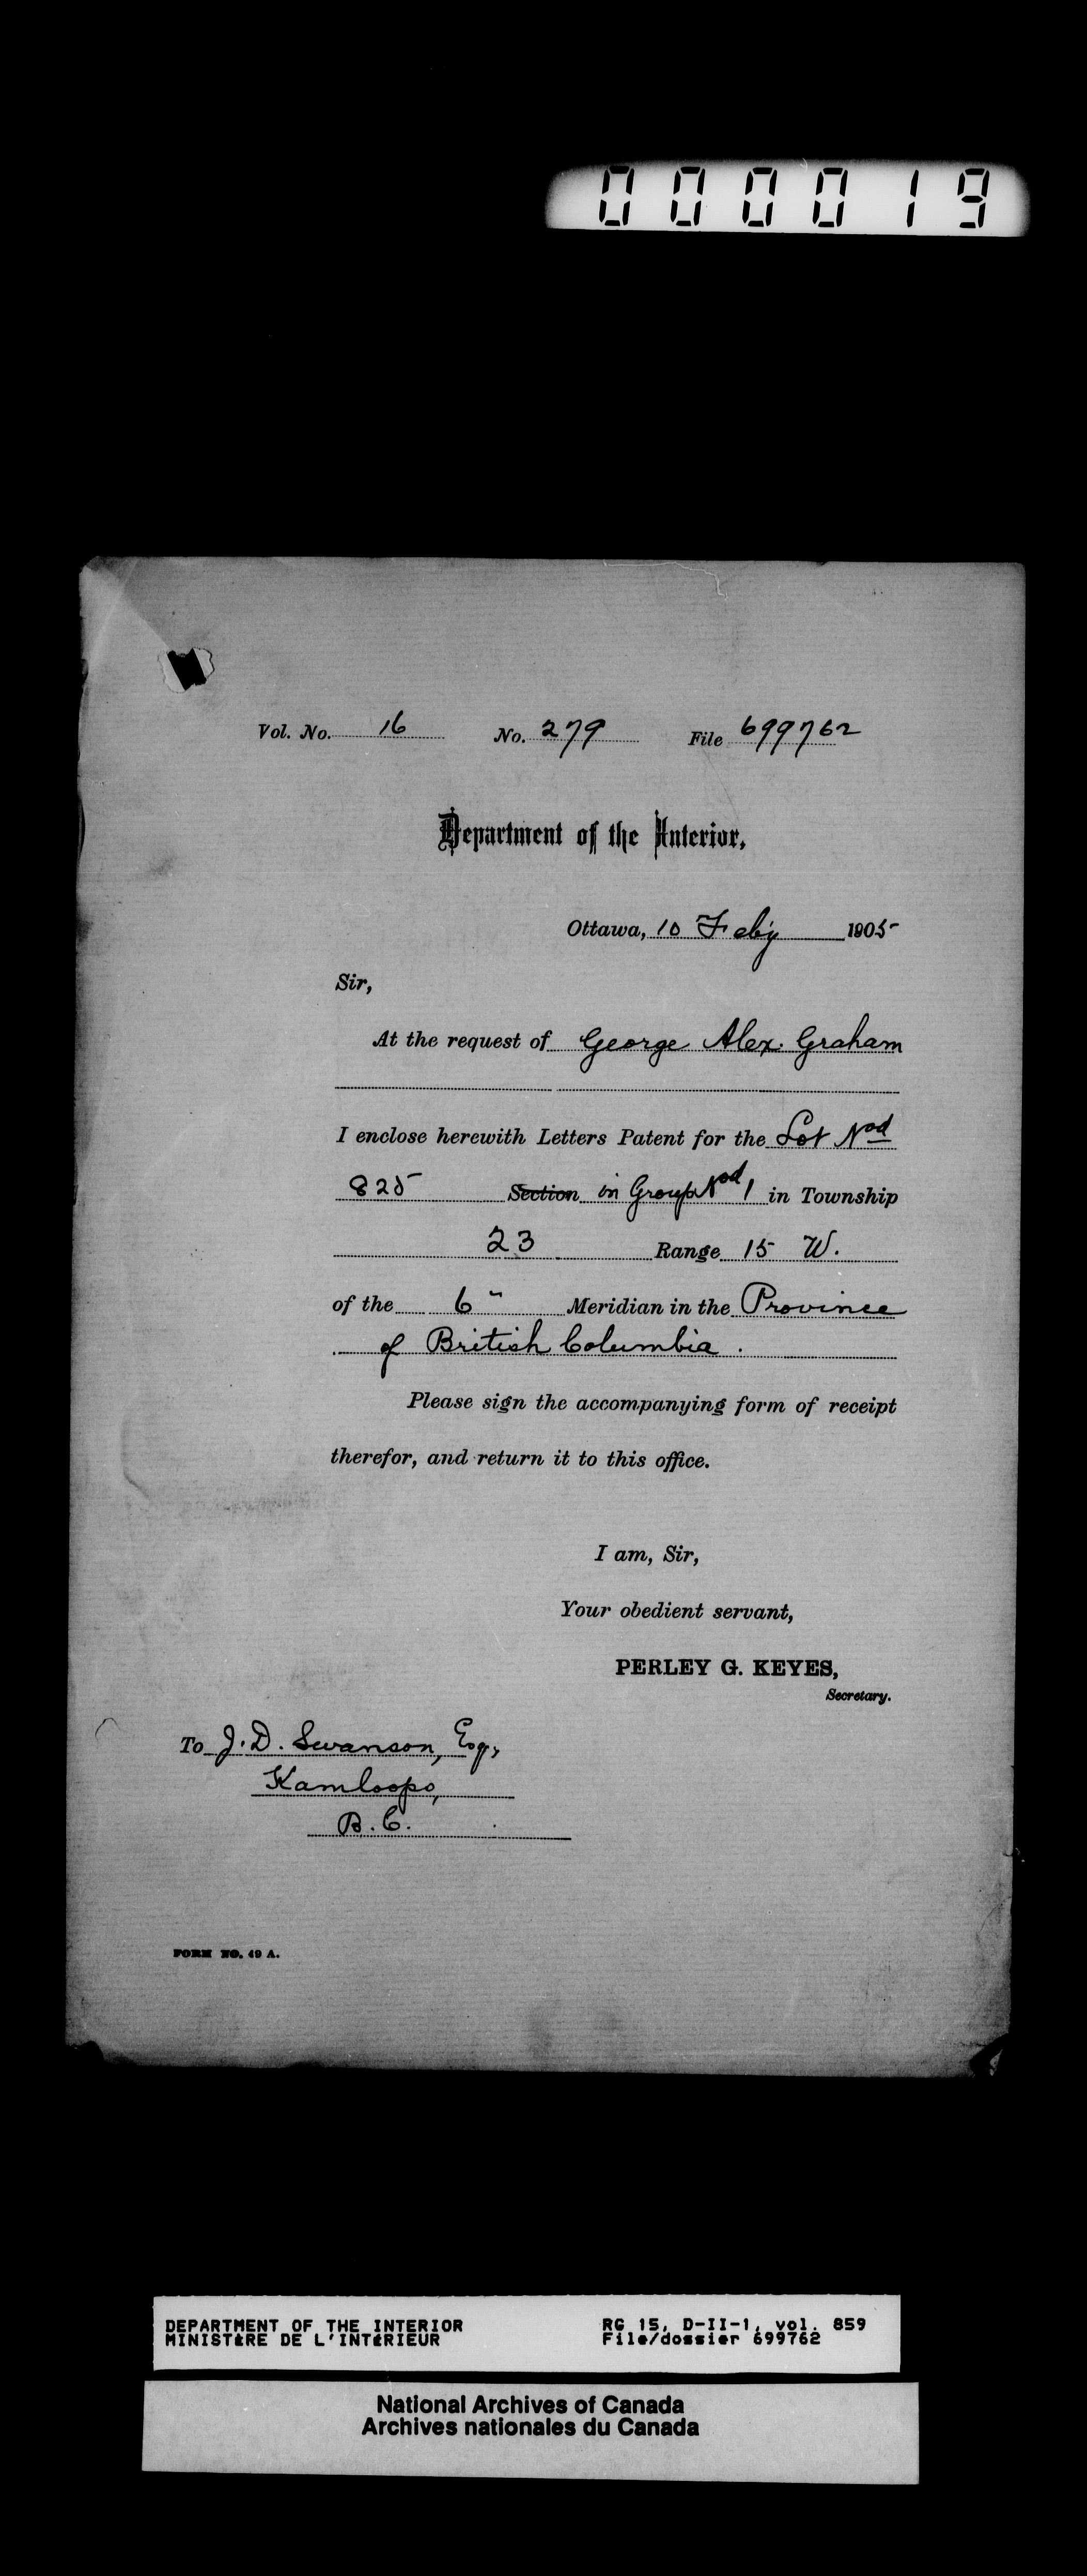 000019
Vol. No. 16 No. 279 File 699762
Department of the Interior,
Ottawa, 10 Feby 1905
Sir,
At the request of George Alex. Graham
I enclose herewith Letters Patent for the Lot Nod
825 Section in Group Nod 1 in Township
23 Range 15 W.
of the 6" Meridian in the Province
of British Columbia.
Please sign the accompanying form of receipt
therefor, and return it to this office.
I am, Sir,
Your obedient servant,
PERLEY G. KEYES,
Secretary.
To J. D. Swanson, Esq,
Kamloops,
B.C.
FORM NO. 49 A.
DEPARTMENT OF THE INTERIOR RG 15, D-II-1, vol. 859
MINISTÈRE DE L'INTÉRIEUR File/dossier 699762
National Archives of Canada
Archives nationales du Canada